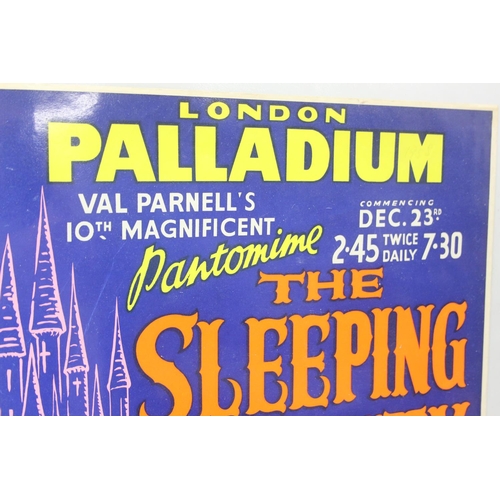 LONDON
PALLADIUM
VAL PARNELL'S
10TH MAGNIFICENT
Pantomime
COMMENCING
DEC. 23RD
2·45 TWICE DAILY 7·30
THE
SLEEPING